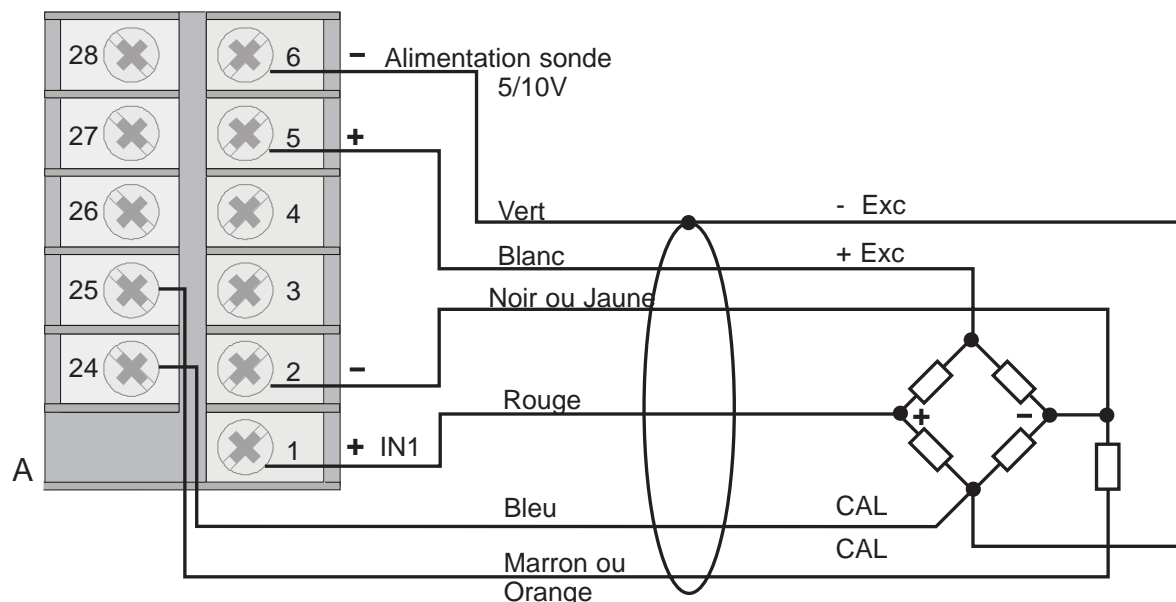 28
6
− Alimentation sonde
5/10V
27
5
+
26
4
Vert
- Exc
Blanc
+ Exc
25
3
Noir ou Jaune
24
2
−
Rouge
+
−
1
+ IN1
A
Bleu
CAL
CAL
Marron ou
Orange